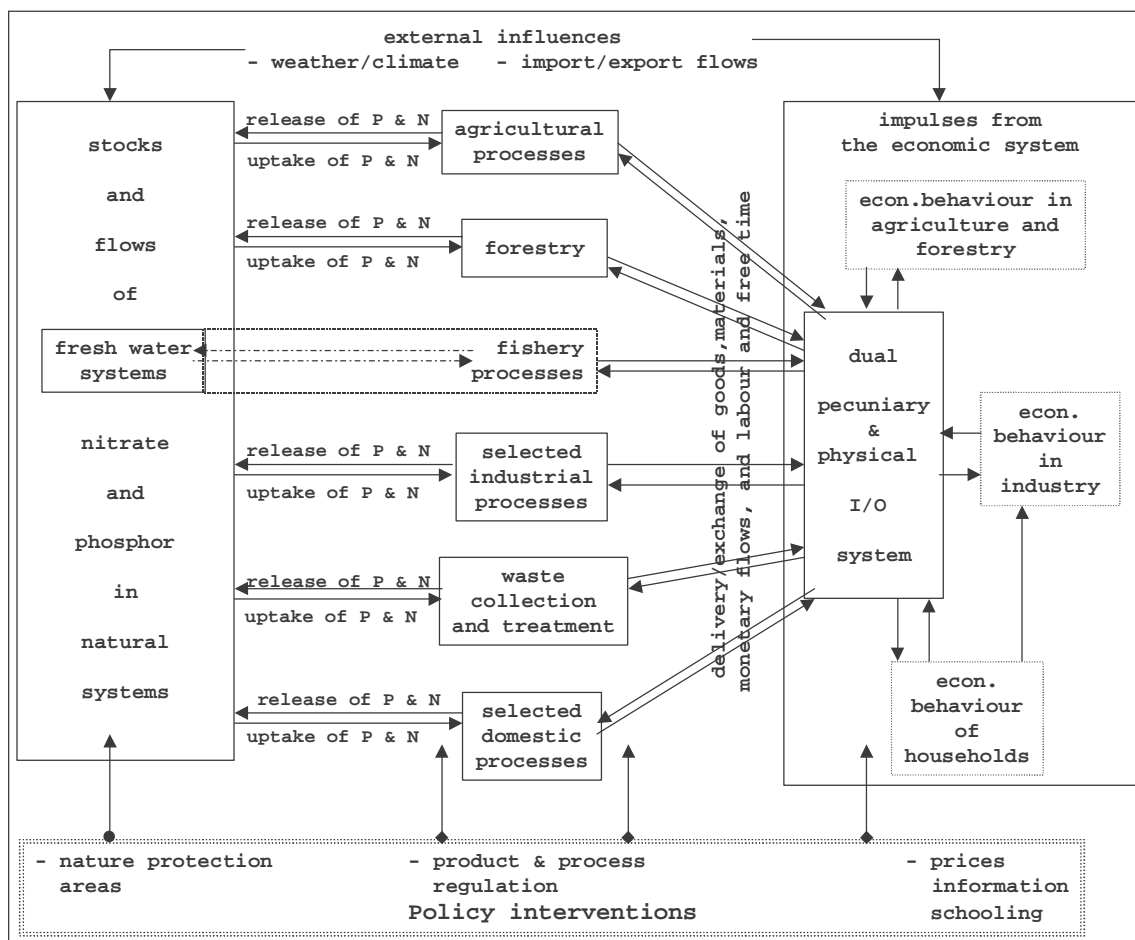 external influences
- weather/climate - import/export flows
stocks
and
flows
of
fresh water
systems
nitrate
and
phosphor
in
natural
systems
release of P & N
uptake of P & N
agricultural
processes
release of P & N
uptake of P & N
forestry
fishery
processes
release of P & N
uptake of P & N
selected
industrial
processes
release of P & N
uptake of P & N
waste
collection
and treatment
release of P & N
uptake of P & N
selected
domestic
processes
delivery/exchange of goods,materials,
monetary flows, and labour and free time
impulses from
the economic system
econ.behaviour in
agriculture and
forestry
dual
pecuniary
&
physical
I/O
system
econ.
behaviour
in
industry
econ.
behaviour
of
households
- nature protection
areas
- product & process
regulation
- prices
information
schooling
Policy interventions